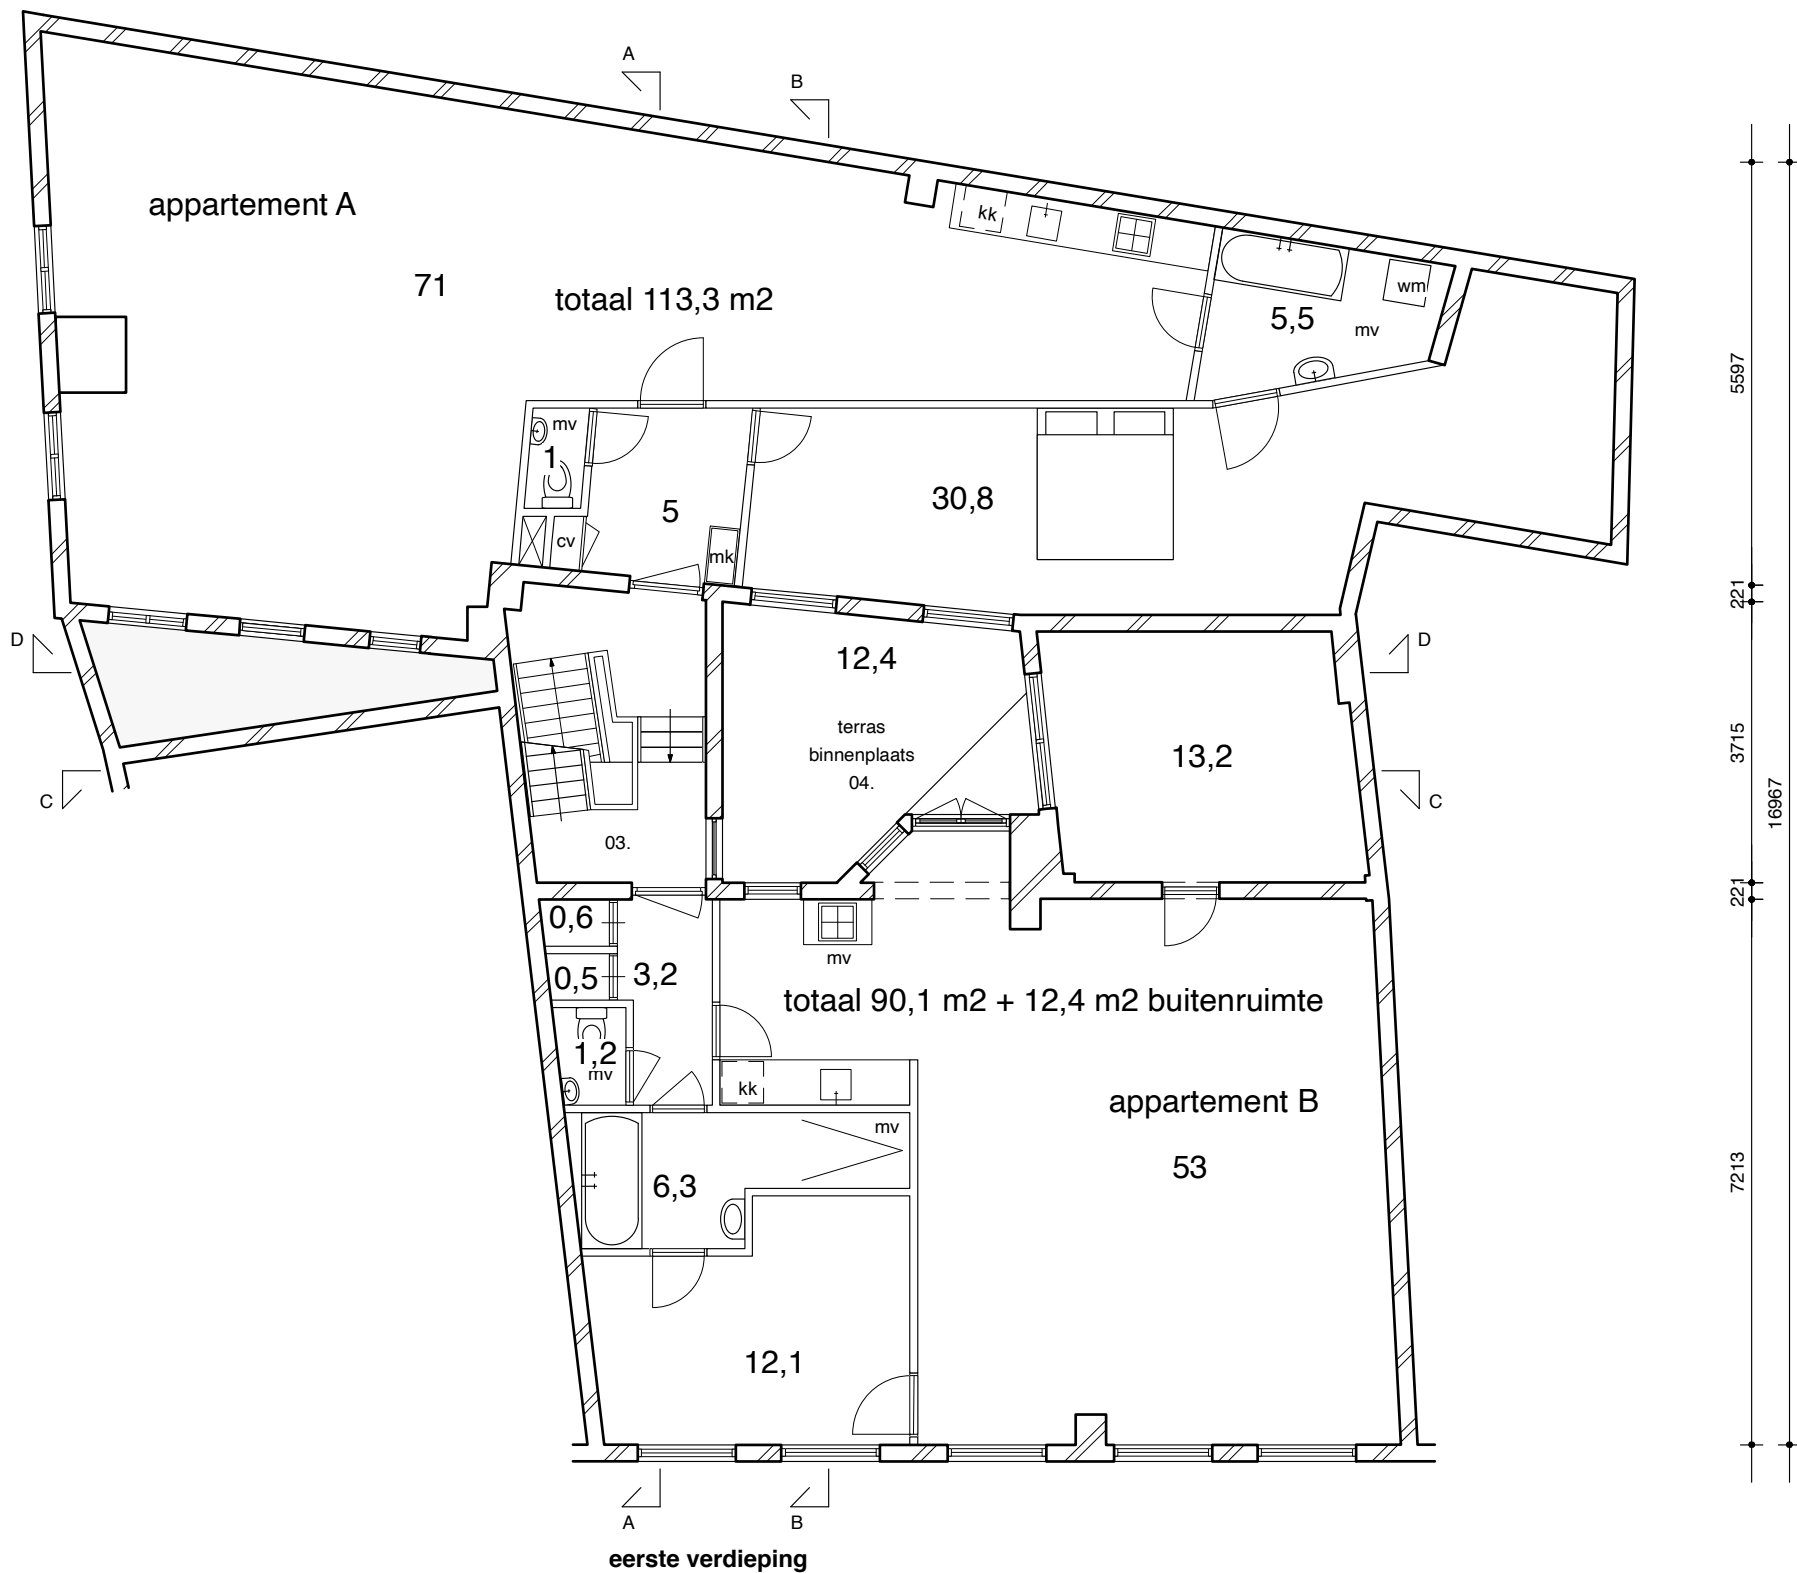 A
B
appartement A
kk
71
totaal 113,3 m2
wm
5,5
mv
5597
mv
1
30,8
5
cv
mk
221
D
12,4
D
terras
binnenplaats
04.
13,2
3715
C
C
16967
03.
221
0,6
mv
0,5
3,2
totaal 90,1 m2 + 12,4 m2 buitenruimte
1,2
mv
kk
appartement B
mv
53
7213
6,3
12,1
A
B
eerste verdieping